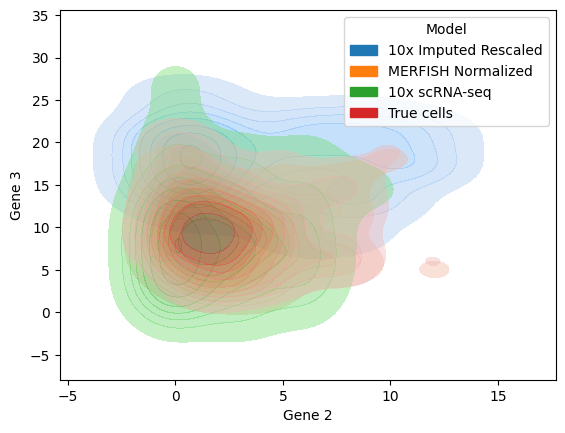 35
30
25
20
15
10
5
0
−5
Gene 3
−5
0
5
10
15
Gene 2
Model
10x Imputed Rescaled
MERFISH Normalized
10x scRNA-seq
True cells